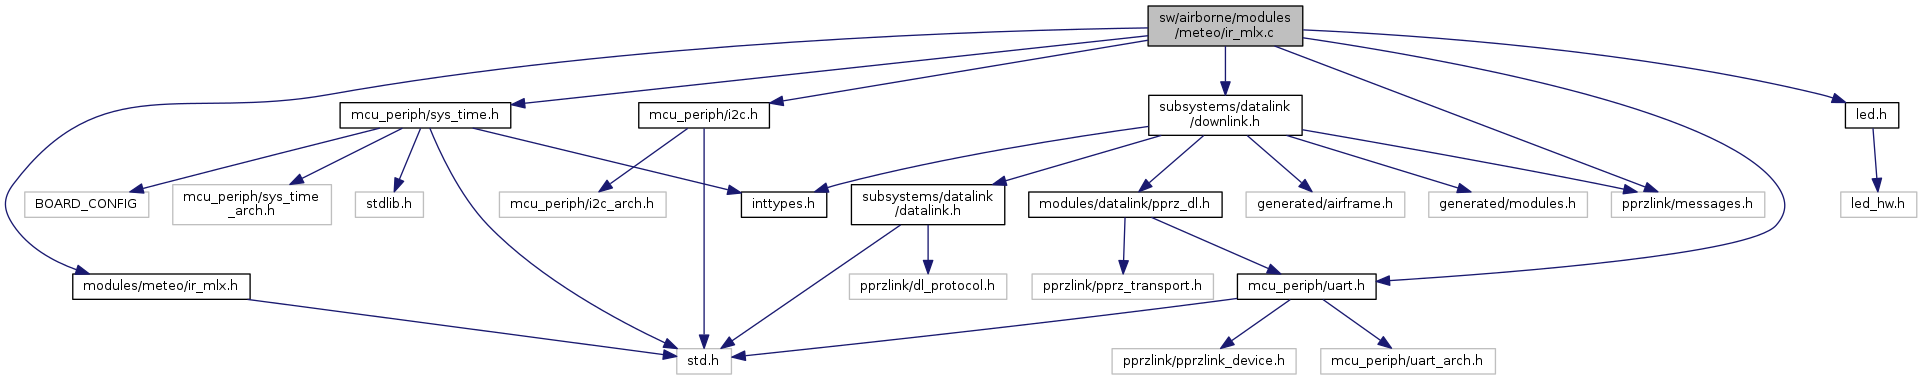 sw/airborne/modules
/meteo/ir_mlx.c
mcu_periph/sys_time.h
mcu_periph/i2c.h
subsystems/datalink
/downlink.h
led.h
BOARD_CONFIG
mcu_periph/sys_time
_arch.h
stdlib.h
mcu_periph/i2c_arch.h
inttypes.h
subsystems/datalink
/datalink.h
modules/datalink/pprz_dl.h
generated/airframe.h
generated/modules.h
pprzlink/messages.h
led_hw.h
modules/meteo/ir_mlx.h
pprzlink/dl_protocol.h
pprzlink/pprz_transport.h
mcu_periph/uart.h
std.h
pprzlink/pprzlink_device.h
mcu_periph/uart_arch.h